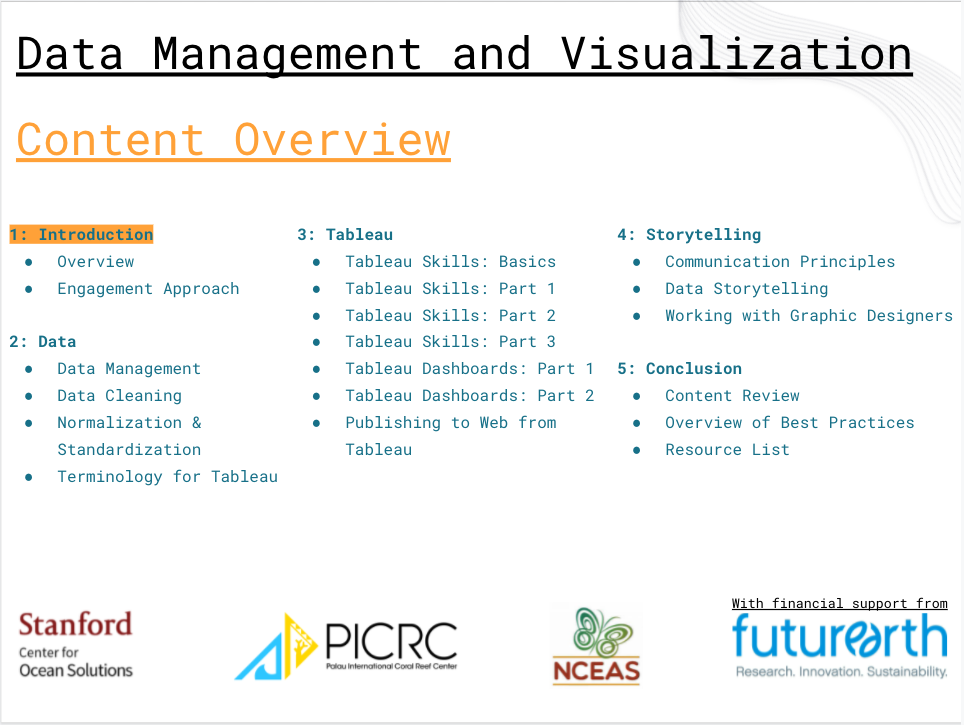 Data Management and Visualization
Content Overview
1: Introduction
● Overview
● Engagement Approach
2: Data
● Data Management
● Data Cleaning
● Normalization &
Standardization
● Terminology for Tableau
3: Tableau
● Tableau Skills: Basics
● Tableau Skills: Part 1
● Tableau Skills: Part 2
● Tableau Skills: Part 3
● Tableau Dashboards: Part 1
● Tableau Dashboards: Part 2
● Publishing to Web from
Tableau
4: Storytelling
● Communication Principles
● Data Storytelling
● Working with Graphic Designers
5: Conclusion
● Content Review
● Overview of Best Practices
● Resource List
Stanford
Center for
Ocean Solutions
PICRC
Palau International Coral Reef Center
NCEAS
With financial support from
futurearth
Research. Innovation. Sustainability.